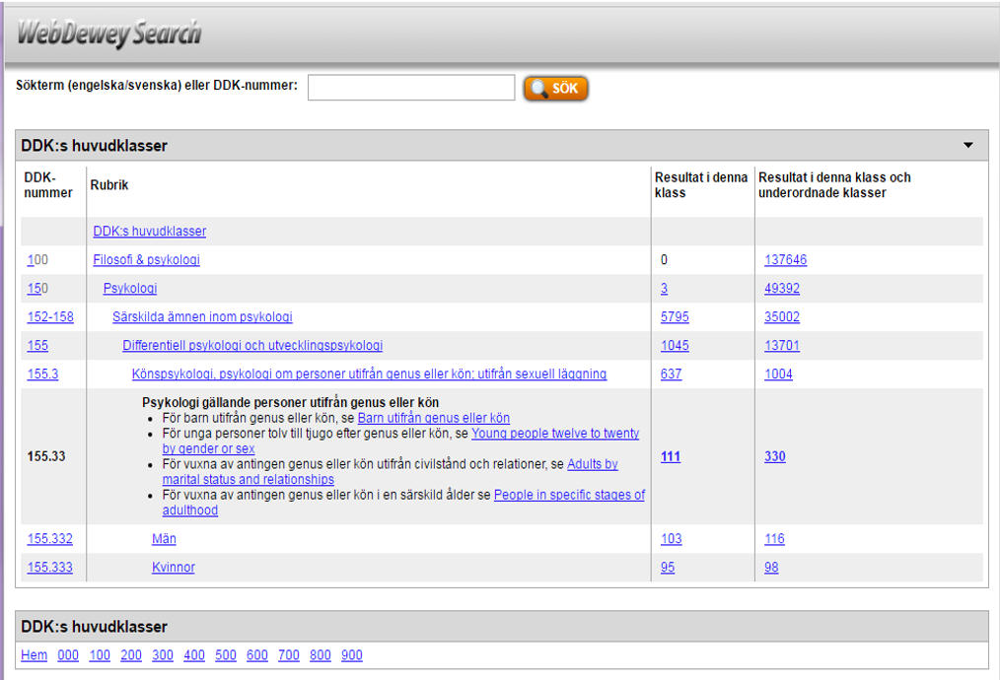 WebDewey Search
Sökterm (engelska/svenska) eller DDK-nummer:
SÖK
DDK:s huvudklasser
DDK-
nummer
Rubrik
Resultat i denna
klass
Resultat i denna klass och
underordnade klasser
DDK:s huvudklasser
100 Filosofi & psykologi 0 137646
150 Psykologi 3 49392
152-158 Särskilda ämnen inom psykologi 5795 35002
155 Differentiell psykologi och utvecklingspsykologi 1045 13701
155.3 Könspsykologi, psykologi om personer utifrån genus eller kön; utifrån sexuell läggning 637 1004
Psykologi gällande personer utifrån genus eller kön
• För barn utifrån genus eller kön, se Barn utifrån genus eller kön
• För unga personer tolv till tjugo efter genus eller kön, se Young people twelve to twenty
by gender or sex
155.33 111 330
• För vuxna av antingen genus eller kön utifrån civilstånd och relationer, se Adults by
marital status and relationships
• För vuxna av antingen genus eller kön i en särskild ålder se People in specific stages of
adulthood
155.332 Män 103 116
155.333 Kvinnor 95 98
DDK:s huvudklasser
Hem 000 100 200 300 400 500 600 700 800 900